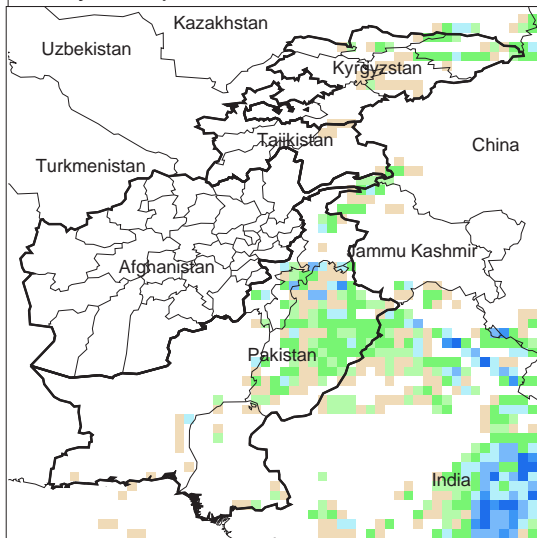 Kazakhstan
Uzbekistan
Kyrgyzstan
Tajikistan
China
Turkmenistan
Jammu Kashmir
Afghanistan
Pakistan
India